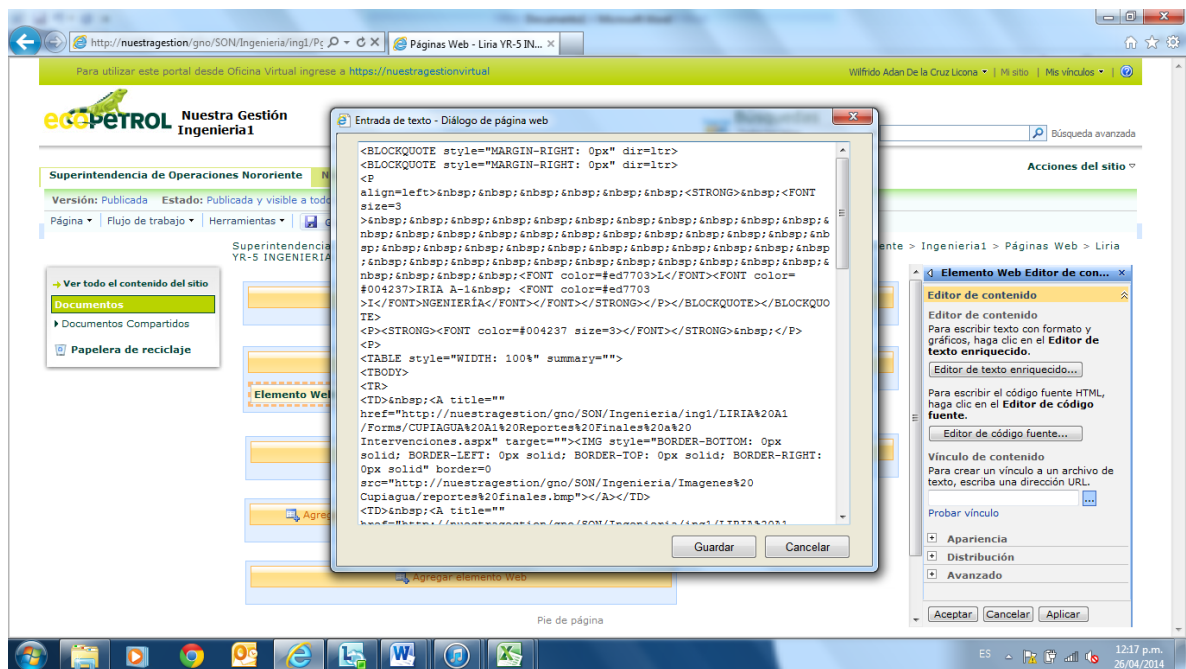 http://nuestragestion/gno/SON/Ingenieria/ing1/Pç
Páginas Web - Liria YR-5 IN...
Para utilizar este portal desde Oficina Virtual ingrese a https://nuestragestionvirtual
Wilfrido Adan De la Cruz Licona | Mi sitio | Mis vínculos |
ecoPETROL Nuestra Gestión
Ingenieria1
Búsqueda avanzada
Superintendencia de Operaciones Nororiente N
Acciones del sitio
Versión: Publicada Estado: Publicada y visible a todo
Página Flujo de trabajo Herramientas G
Superintendencia
YR-5 INGENIERIA
ente > Ingenieria1 > Páginas Web > Liria
Ver todo el contenido del sitio
Documentos
Documentos Compartidos
Papelera de reciclaje
Elemento Wel
Agreg
Agregar elemento Web
Pie de página
Entrada de texto - Diálogo de página web
<BLOCKQUOTE style="MARGIN-RIGHT: 0px" dir=ltr>
<BLOCKQUOTE style="MARGIN-RIGHT: 0px" dir=ltr>
<P
align=left>&nbsp;&nbsp;&nbsp;&nbsp;&nbsp;&nbsp;<STRONG>&nbsp;<FONT
size=3
>&nbsp;&nbsp;&nbsp;&nbsp;&nbsp;&nbsp;&nbsp;&nbsp;&nbsp;&nbsp;&nbsp;&
nbsp;&nbsp;&nbsp;&nbsp;&nbsp;&nbsp;&nbsp;&nbsp;&nbsp;&nbsp;&nbsp;&nb
sp;&nbsp;&nbsp;&nbsp;&nbsp;&nbsp;&nbsp;&nbsp;&nbsp;&nbsp;&nbsp;&nbsp
;&nbsp;&nbsp;&nbsp;&nbsp;&nbsp;&nbsp;&nbsp;&nbsp;&nbsp;&nbsp;&nbsp;&
nbsp;&nbsp;&nbsp;&nbsp;<FONT color=#ed7703>L</FONT><FONT color=
#004237>IRIA A-1&nbsp; <FONT color=#ed7703
>I</FONT>NGENIERÍA</FONT></FONT></STRONG></P></BLOCKQUOTE></BLOCKQUO
TE>
<P><STRONG><FONT color=#004237 size=3></FONT></STRONG>&nbsp;</P>
<P>
<TABLE style="WIDTH: 100%" summary="">
<TBODY>
<TR>
<TD>&nbsp;<A title=""
href="http://nuestragestion/gno/SON/Ingenieria/ing1/LIRIA%20A1
/Forms/CUPIAGUA%20A1%20Reportes%20Finales%20a%20
Intervenciones.aspx" target=""><IMG style="BORDER-BOTTOM: 0px
solid; BORDER-LEFT: 0px solid; BORDER-TOP: 0px solid; BORDER-RIGHT:
0px solid" border=0
src="http://nuestragestion/gno/SON/Ingenieria/Imagenes%20
Cupiagua/reportes%20finales.bmp"></A></TD>
<TD>&nbsp;<A title=""
href="http://nuestragestion/gno/SON/Ingenieria/ing1/LIRIA%20A1
Guardar Cancelar
Elemento Web Editor de con...
Editor de contenido
Editor de contenido
Para escribir texto con formato y
gráficos, haga clic en el Editor de
texto enriquecido.
Editor de texto enriquecido...
Para escribir el código fuente HTML,
haga clic en el Editor de código
fuente.
Editor de código fuente...
Vínculo de contenido
Para crear un vínculo a un archivo de
texto, escriba una dirección URL.
Probar vínculo
Apariencia
Distribución
Avanzado
Aceptar Cancelar Aplicar
ES
12:17 p.m.
26/04/2014